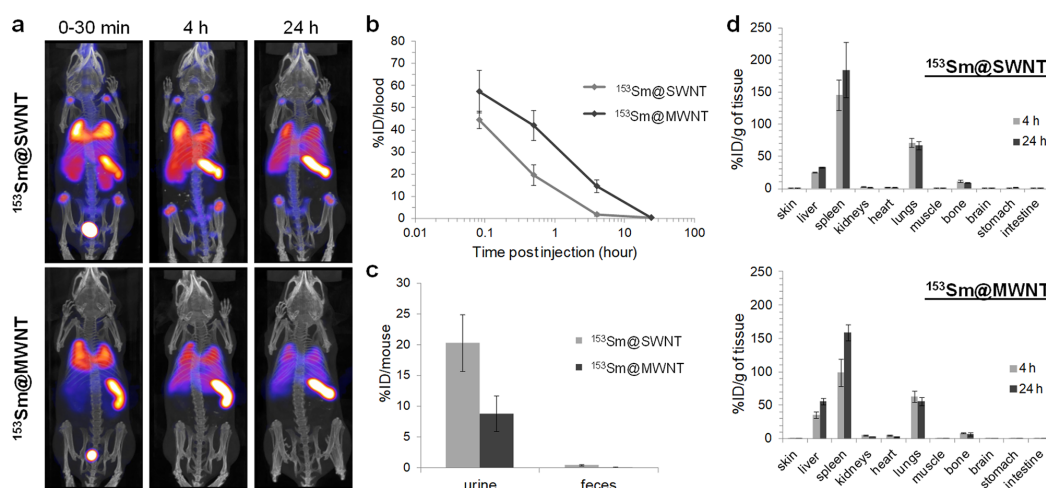 a
0-30 min
4 h
24 h
¹⁵³Sm@SWNT
¹⁵³Sm@MWNT
b
%ID/blood
80
70
60
50
40
30
20
10
0
0.01
0.1
1
10
100
Time post injection (hour)
¹⁵³Sm@SWNT
¹⁵³Sm@MWNT
c
%ID/mouse
30
25
20
15
10
5
0
urine
feces
¹⁵³Sm@SWNT
¹⁵³Sm@MWNT
d
¹⁵³Sm@SWNT
%ID/g of tissue
250
200
150
100
50
0
4 h
24 h
skin
liver
spleen
kidneys
heart
lungs
muscle
bone
brain
stomach
intestine
¹⁵³Sm@MWNT
%ID/g of tissue
250
200
150
100
50
0
4 h
24 h
skin
liver
spleen
kidneys
heart
lungs
muscle
bone
brain
stomach
intestine